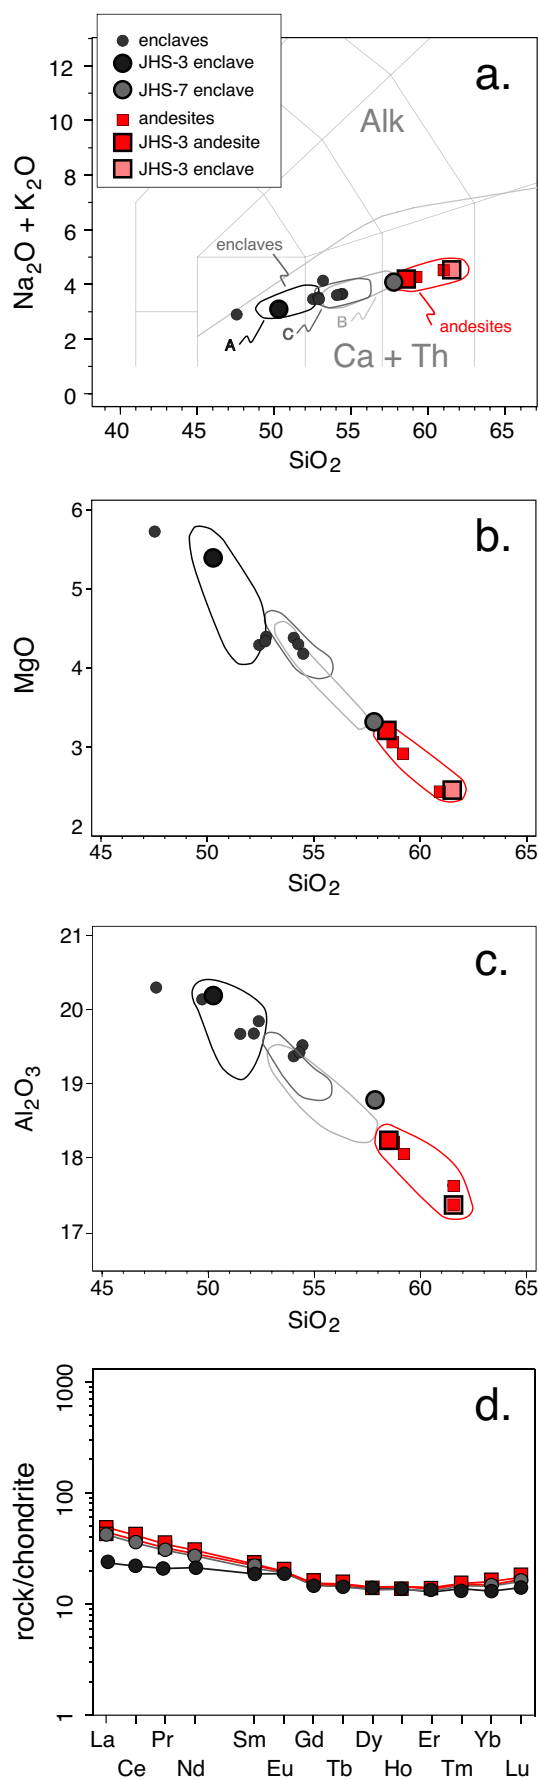 enclaves
JHS-3 enclave
JHS-7 enclave
andesites
JHS-3 andesite
JHS-3 enclave
a.
Alk
enclaves
A
C
B
andesites
Ca + Th
Na2O + K2O
12
10
8
6
4
2
0
40 45 50 55 60 65
SiO2
b.
MgO
6
5
4
3
2
45 50 55 60 65
SiO2
c.
Al2O3
21
20
19
18
17
45 50 55 60 65
SiO2
d.
rock/chondrite
1000
100
10
1
La Pr Sm Gd Dy Er Yb
Ce Nd Eu Tb Ho Tm Lu